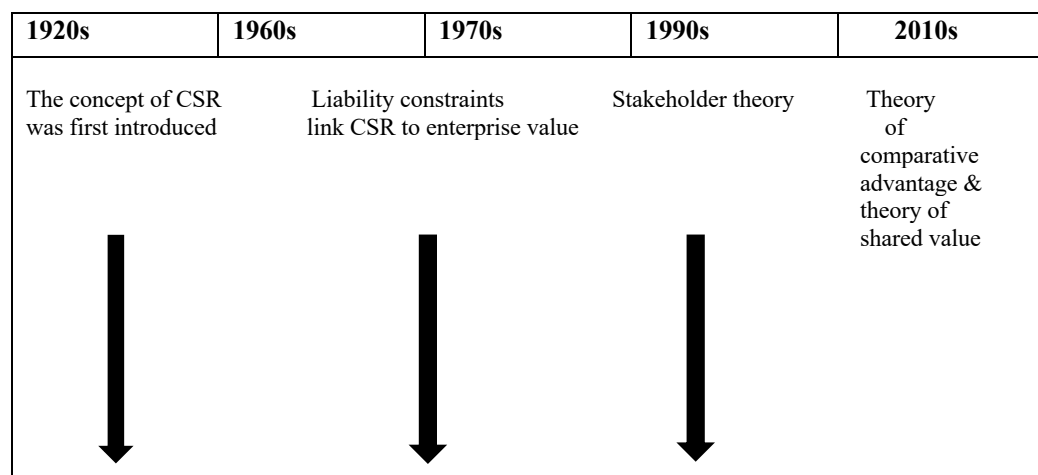 1920s 1960s 1970s 1990s 2010s
The concept of CSR
was first introduced
Liability constraints
link CSR to enterprise value
Stakeholder theory
Theory
of
comparative
advantage &
theory of
shared value